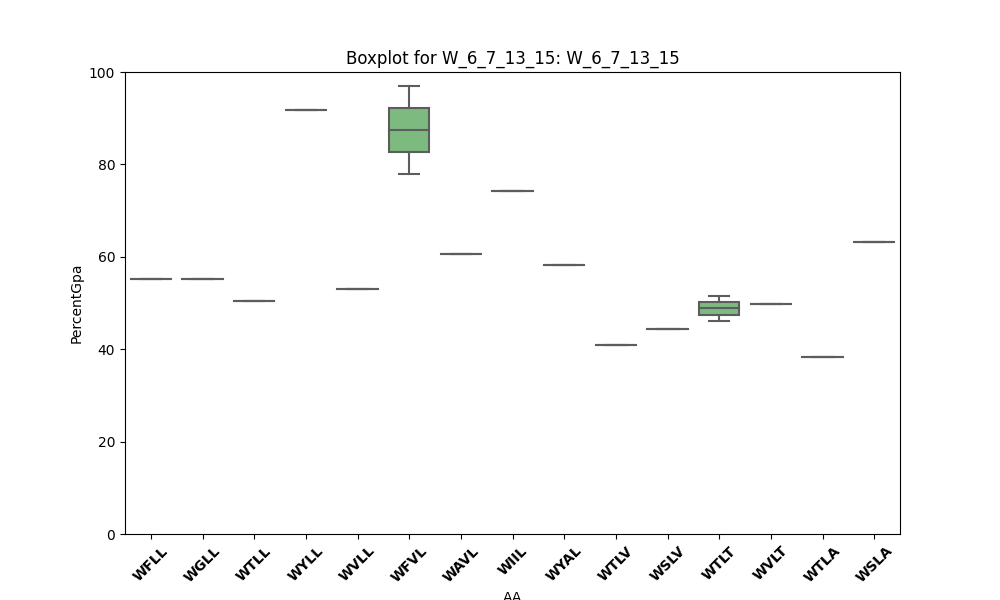 Boxplot for W_6_7_13_15: W_6_7_13_15
100
80
60
40
20
0
PercentGpa
WFLL WGLL WTLL WYLL WVLL WFVL WAVL WIIL WYAL WTLV WSLV WTLT WVLT WTLA WSLA
AA